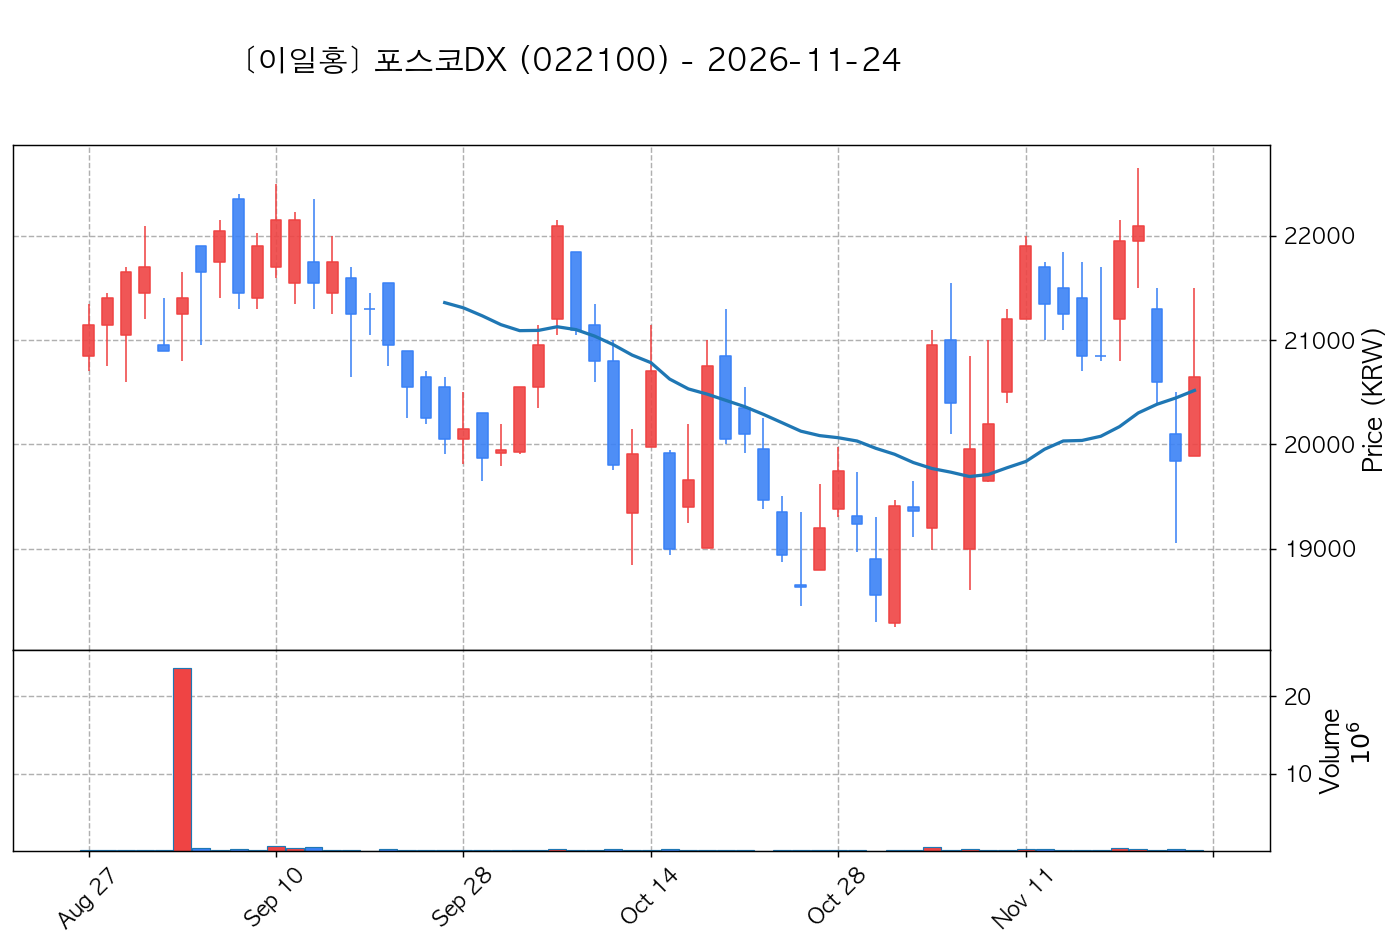 〔이일홍〕 포스코DX (022100) - 2026-11-24
22000
21000
20000
19000
Price (KRW)
20
10
Volume
10⁶
Aug 27
Sep 10
Sep 28
Oct 14
Oct 28
Nov 11